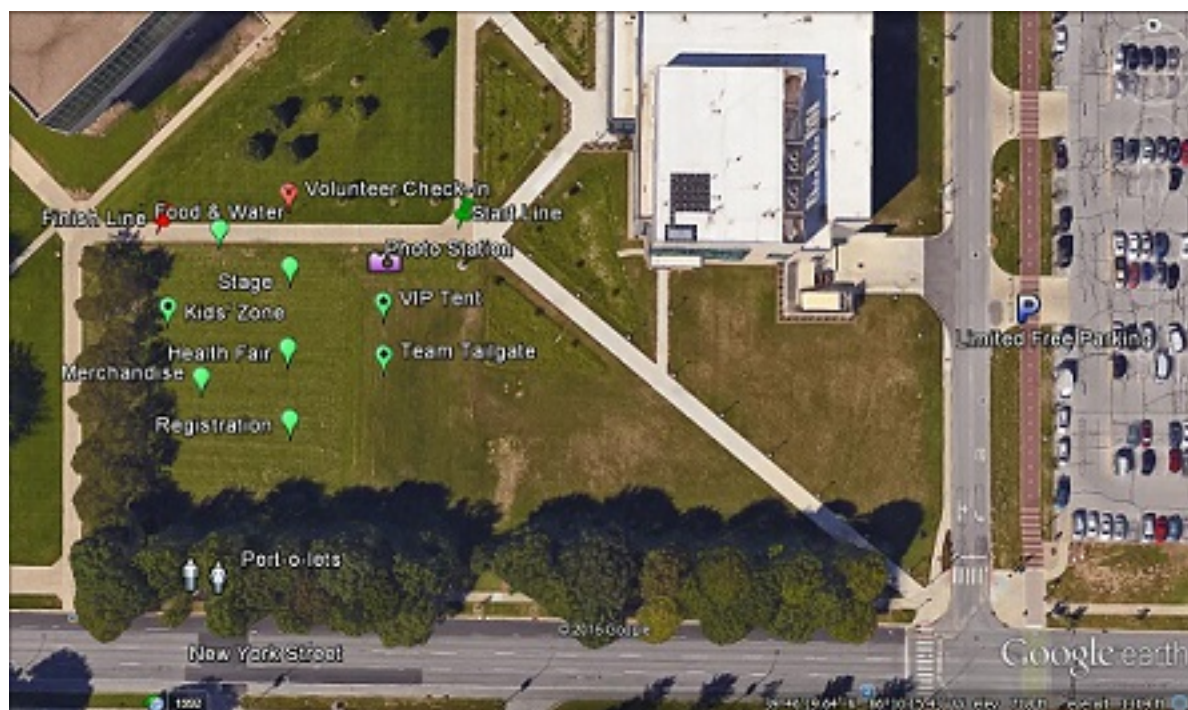 Volunteer Check-in
Finish Line
Food & Water
Start Line
Photo Station
Stage
VIP Tent
Kids' Zone
Health Fair
Team Tailgate
Merchandise
Registration
P
Limited Free Parking
Port-o-lets
©2016 Google
New York Street
Google earth
1992